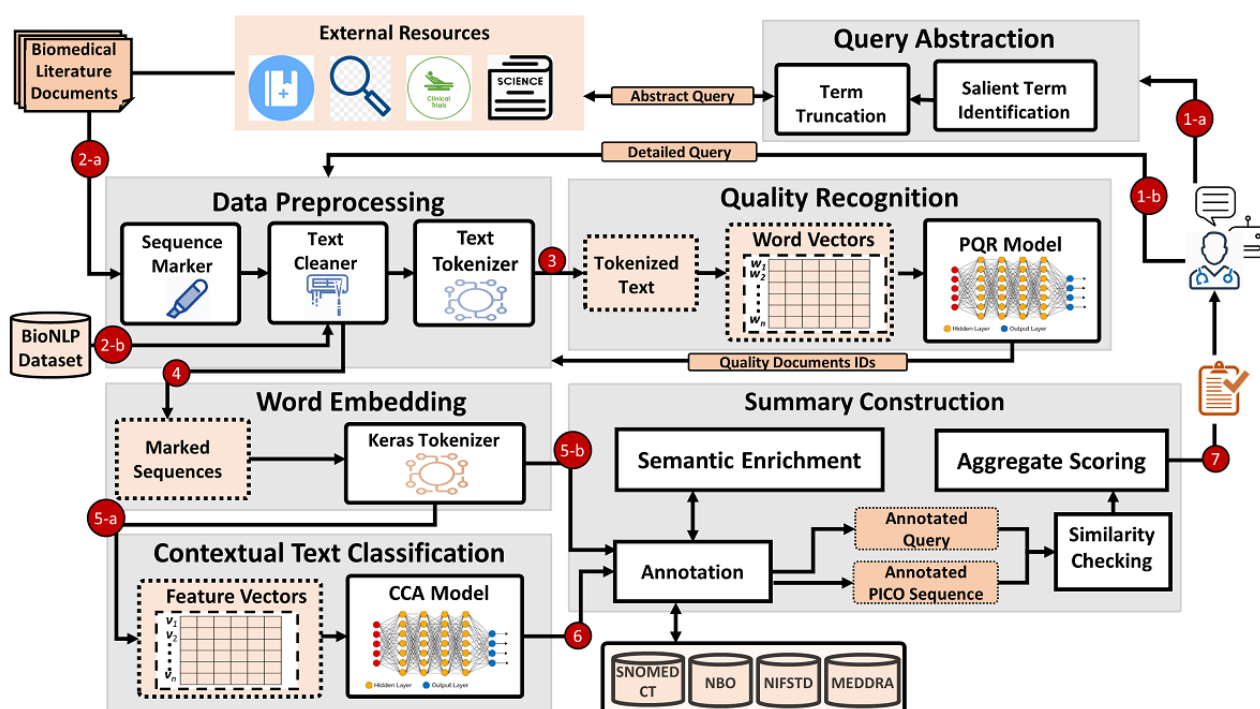 Biomedical
Literature
Documents
External Resources
Clinical
Trials
SCIENCE
Query Abstraction
Term
Truncation
Salient Term
Identification
Abstract Query
1-a
2-a
Detailed Query
1-b
Data Preprocessing
Sequence
Marker
Text
Cleaner
Text
Tokenizer
3
Quality Recognition
Tokenized
Text
Word Vectors
w1
w2
wn
PQR Model
Hidden Layer
Output Layer
BioNLP
Dataset
2-b
Quality Documents IDs
4
Word Embedding
Marked
Sequences
Keras Tokenizer
5-b
5-a
Summary Construction
Semantic Enrichment
Aggregate Scoring
7
Annotated
Query
Annotation
Annotated
PICO Sequence
Similarity
Checking
Contextual Text Classification
Feature Vectors
v1
v2
vn
CCA Model
Hidden Layer
Output Layer
6
SNOMED
CT
NBO
NIFSTD
MEDDRA